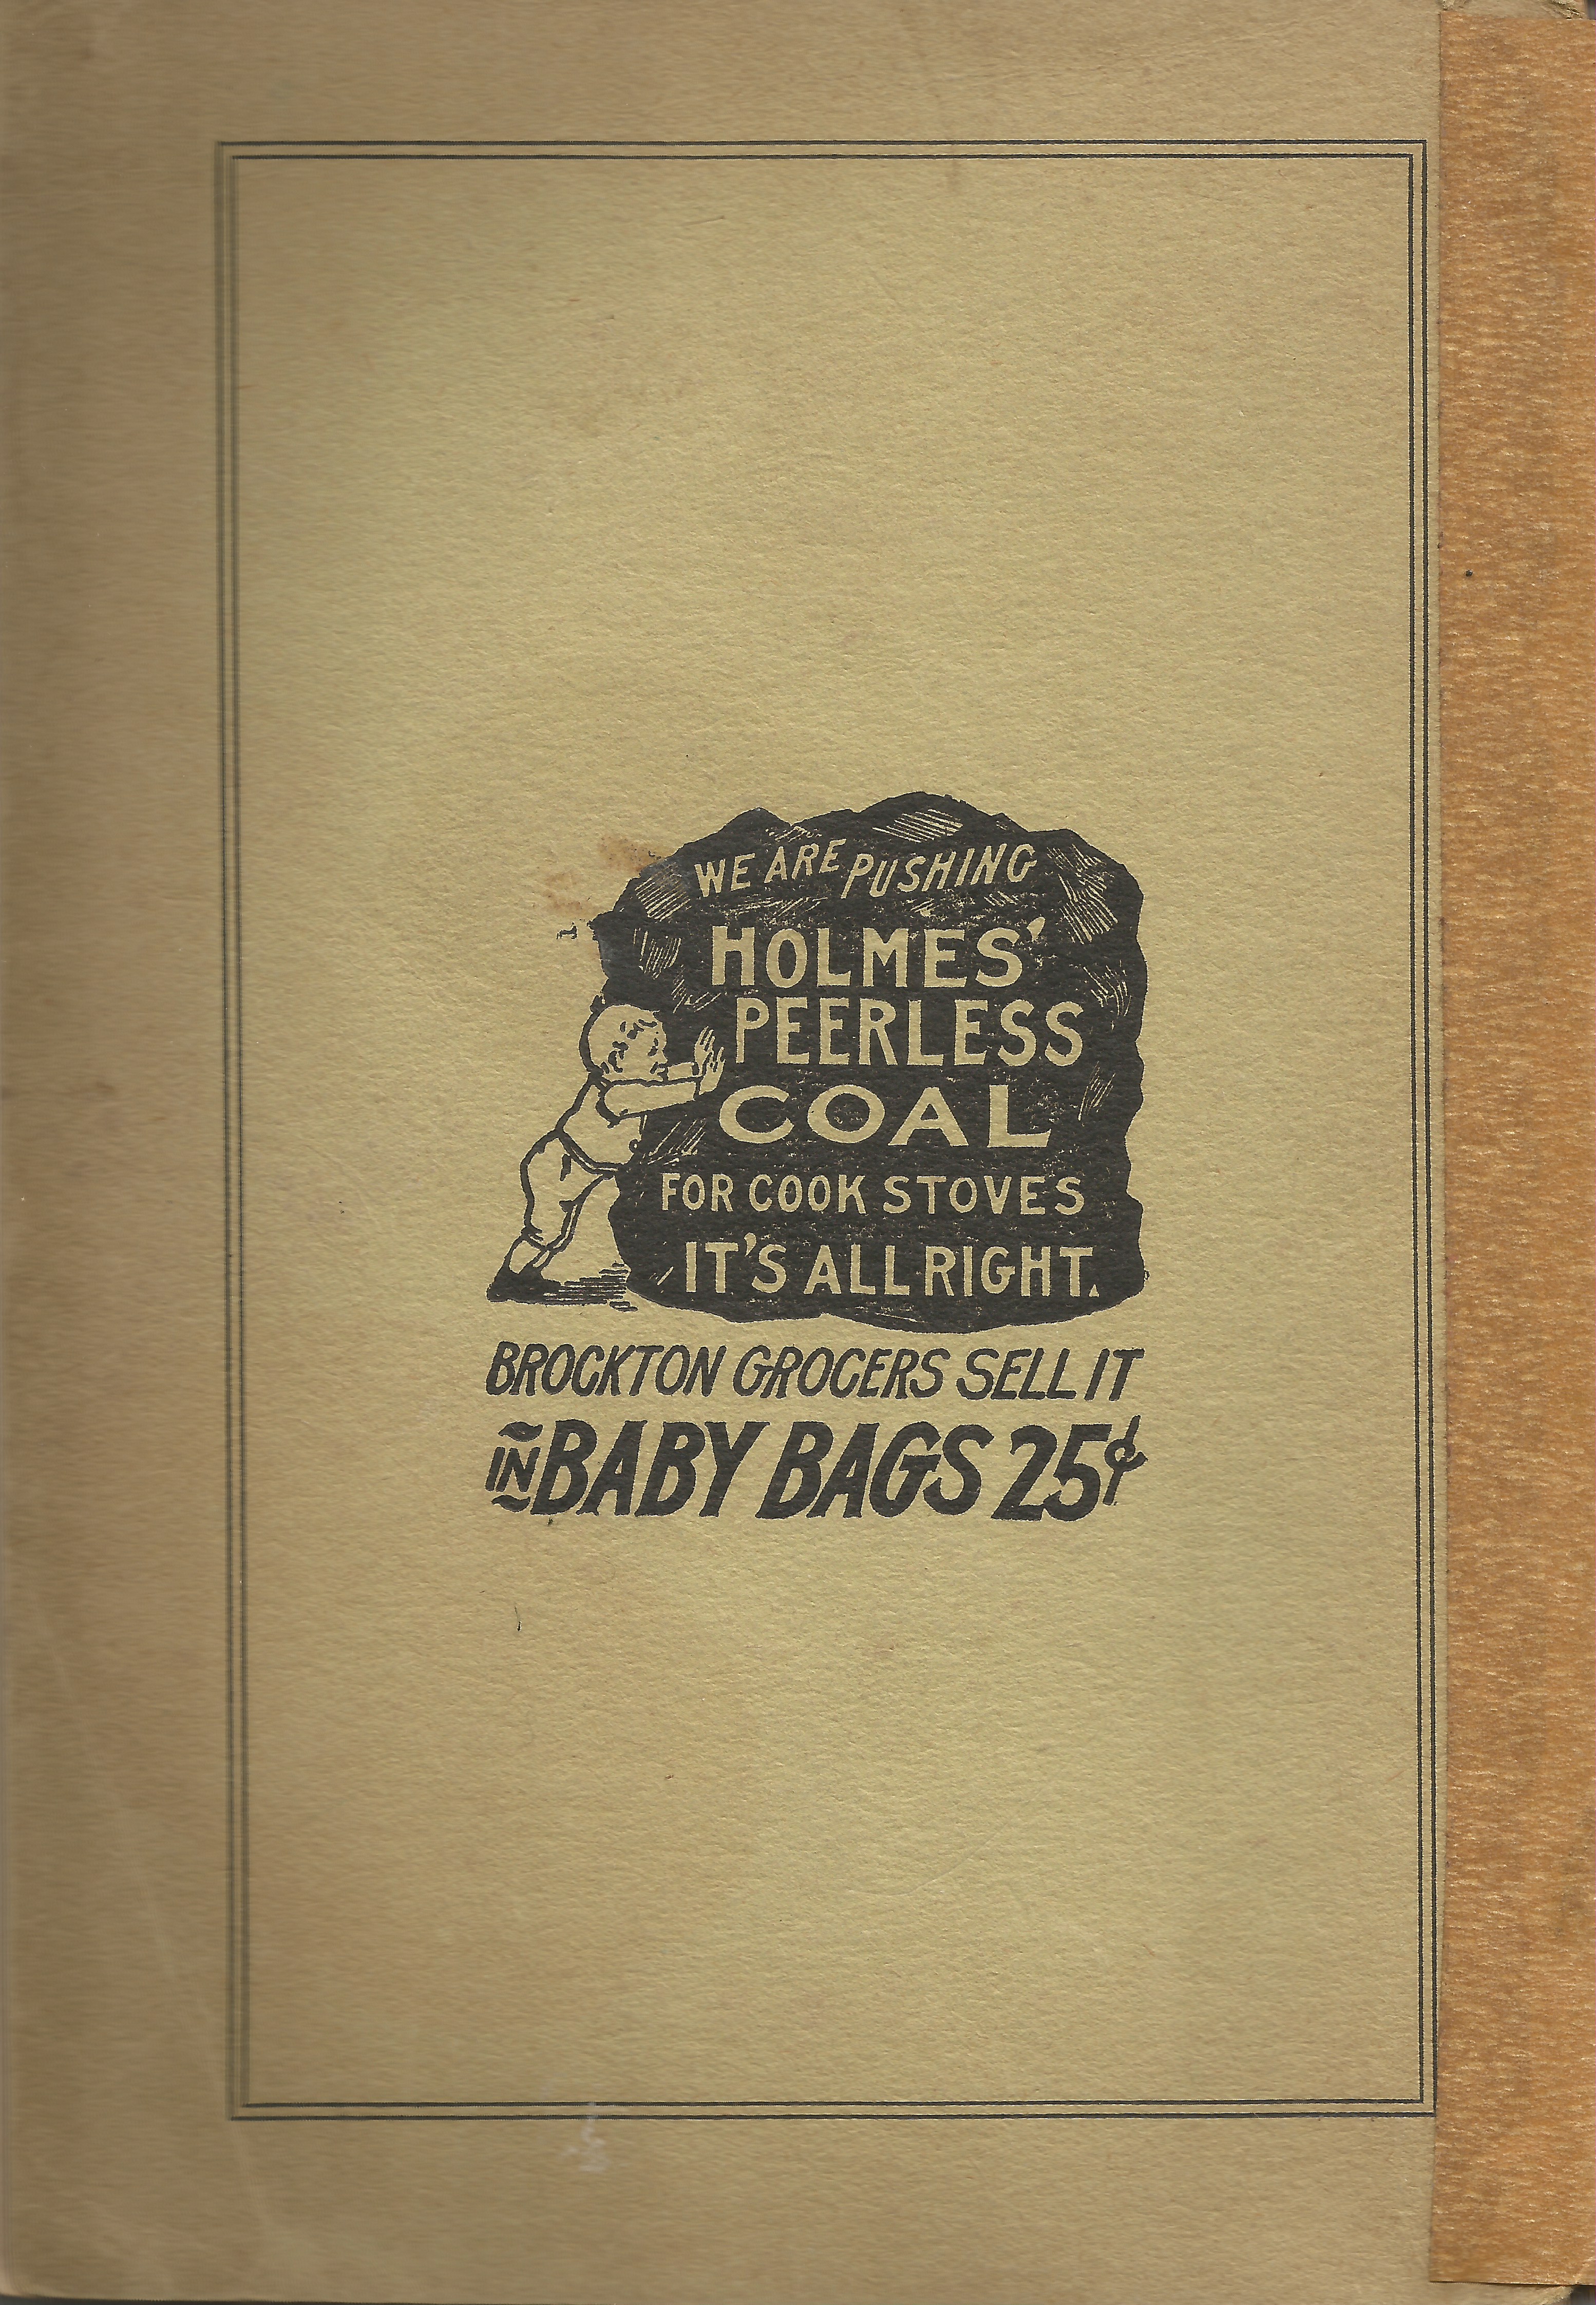 WE ARE PUSHING
HOLMES'
PEERLESS
COAL
FOR COOK STOVES
IT'S ALL RIGHT.
BROCKTON GROCERS SELL IT
IN BABY BAGS 25¢